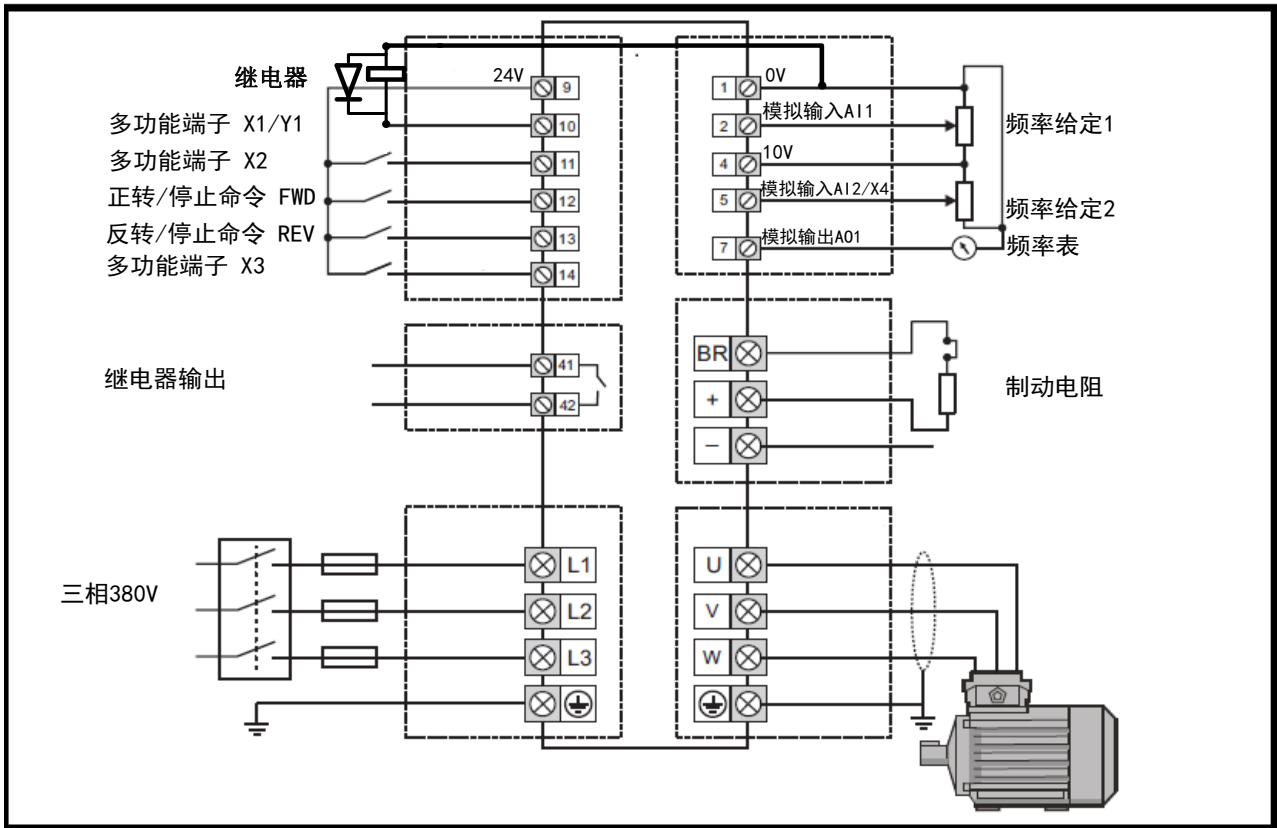 继电器
24V
9
多功能端子 X1/Y1
10
多功能端子 X2
11
正转/停止命令 FWD
12
反转/停止命令 REV
13
多功能端子 X3
14
1
0V
2
模拟输入AI1
频率给定1
4
10V
5
模拟输入AI2/X4
频率给定2
7
模拟输出AO1
频率表
继电器输出
41
42
BR
+
−
制动电阻
三相380V
L1
L2
L3
U
V
W